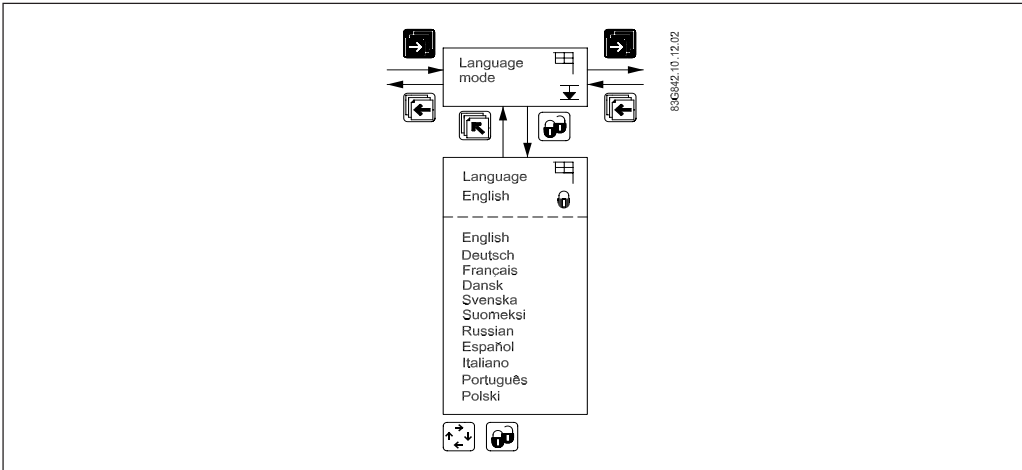 Language
mode
83G842.10.12.02
Language
English
English
Deutsch
Français
Dansk
Svenska
Suomeksi
Russian
Español
Italiano
Português
Polski